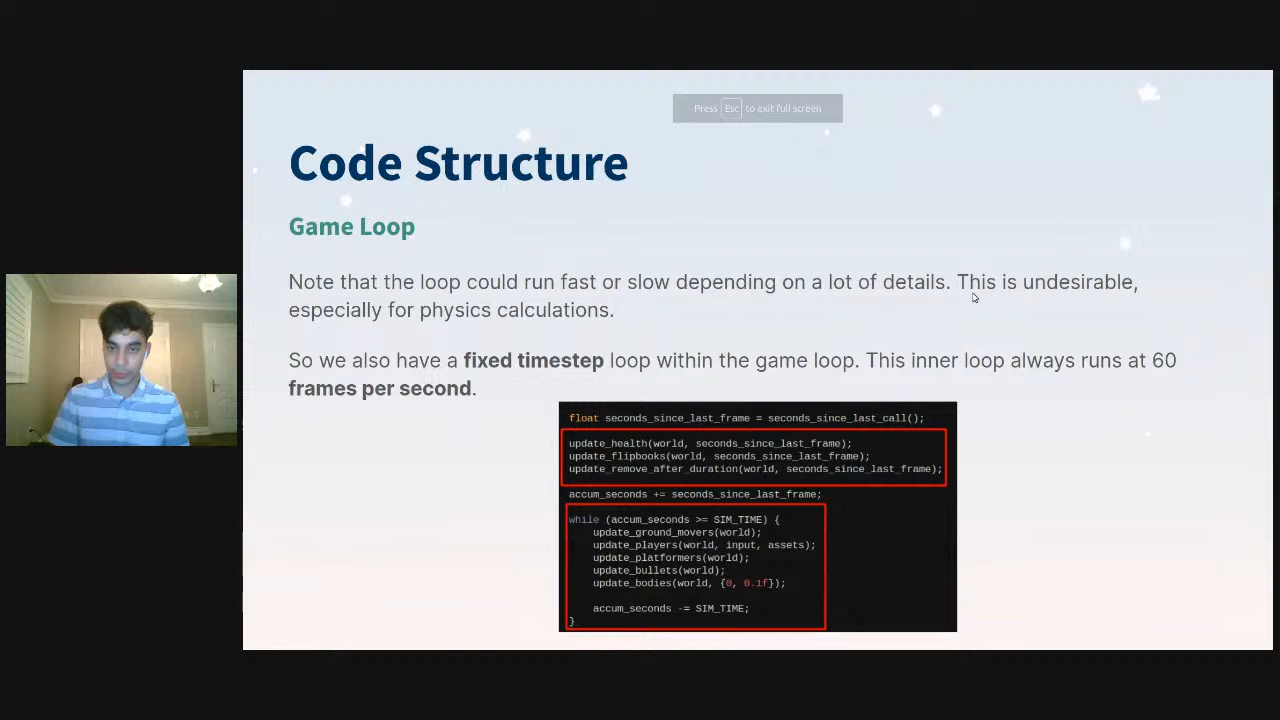 Press Esc to exit full screen
Code Structure
Game Loop
Note that the loop could run fast or slow depending on a lot of details. This is undesirable,
especially for physics calculations.
So we also have a fixed timestep loop within the game loop. This inner loop always runs at 60
frames per second.
float seconds_since_last_frame = seconds_since_last_call();
update_health(world, seconds_since_last_frame);
update_flipbooks(world, seconds_since_last_frame);
update_remove_after_duration(world, seconds_since_last_frame);
accum_seconds += seconds_since_last_frame;
while (accum_seconds >= SIM_TIME) {
update_ground_movers(world);
update_players(world, input, assets);
update_platformers(world);
update_bullets(world);
update_bodies(world, {0, 0.1f});
accum_seconds -= SIM_TIME;
}